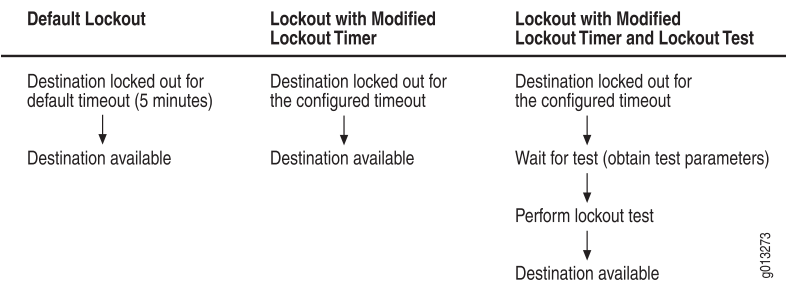 Default Lockout
Destination locked out for
default timeout (5 minutes)
Destination available
Lockout with Modified
Lockout Timer
Destination locked out for
the configured timeout
Destination available
Lockout with Modified
Lockout Timer and Lockout Test
Destination locked out for
the configured timeout
Wait for test (obtain test parameters)
Perform lockout test
Destination available
g013273